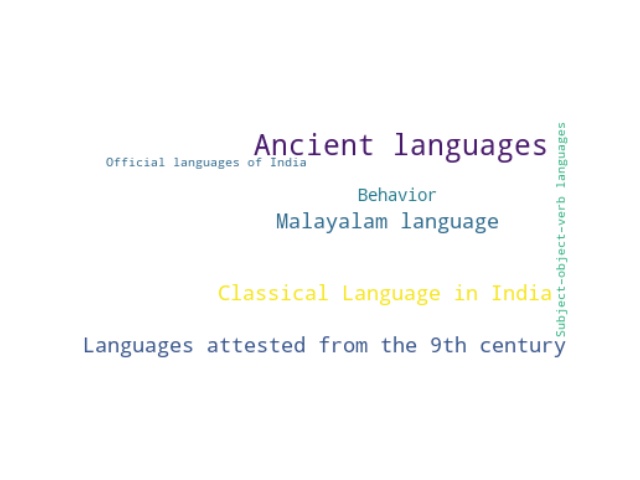 Ancient languages
Official languages of India
Behavior
Malayalam language
Classical Language in India
Languages attested from the 9th century
Subject-object-verb languages